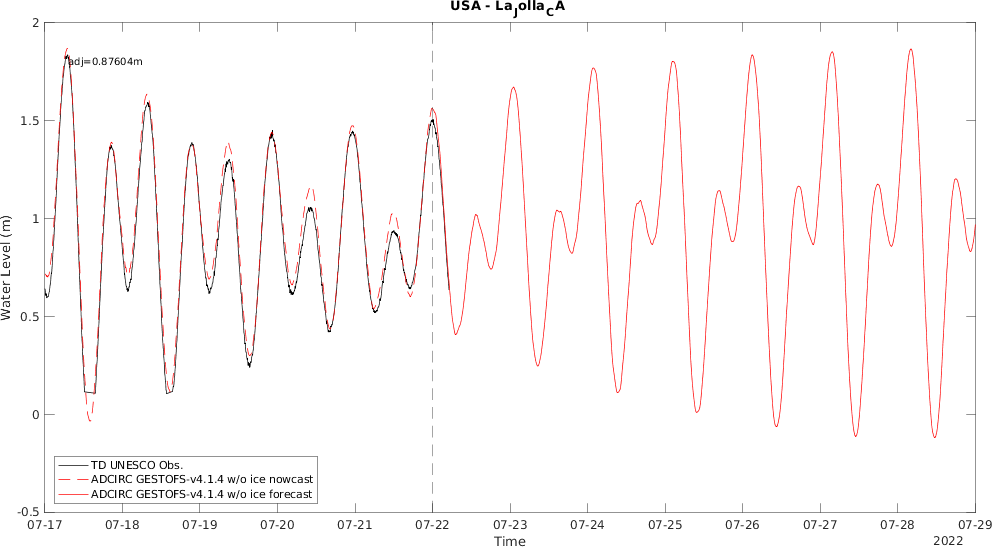 USA - LaJollaCA
adj=0.87604m
2
1.5
1
0.5
0
-0.5
Water Level (m)
TD UNESCO Obs.
ADCIRC GESTOFS-v4.1.4 w/o ice nowcast
ADCIRC GESTOFS-v4.1.4 w/o ice forecast
07-17 07-18 07-19 07-20 07-21 07-22 07-23 07-24 07-25 07-26 07-27 07-28 07-29
Time
2022